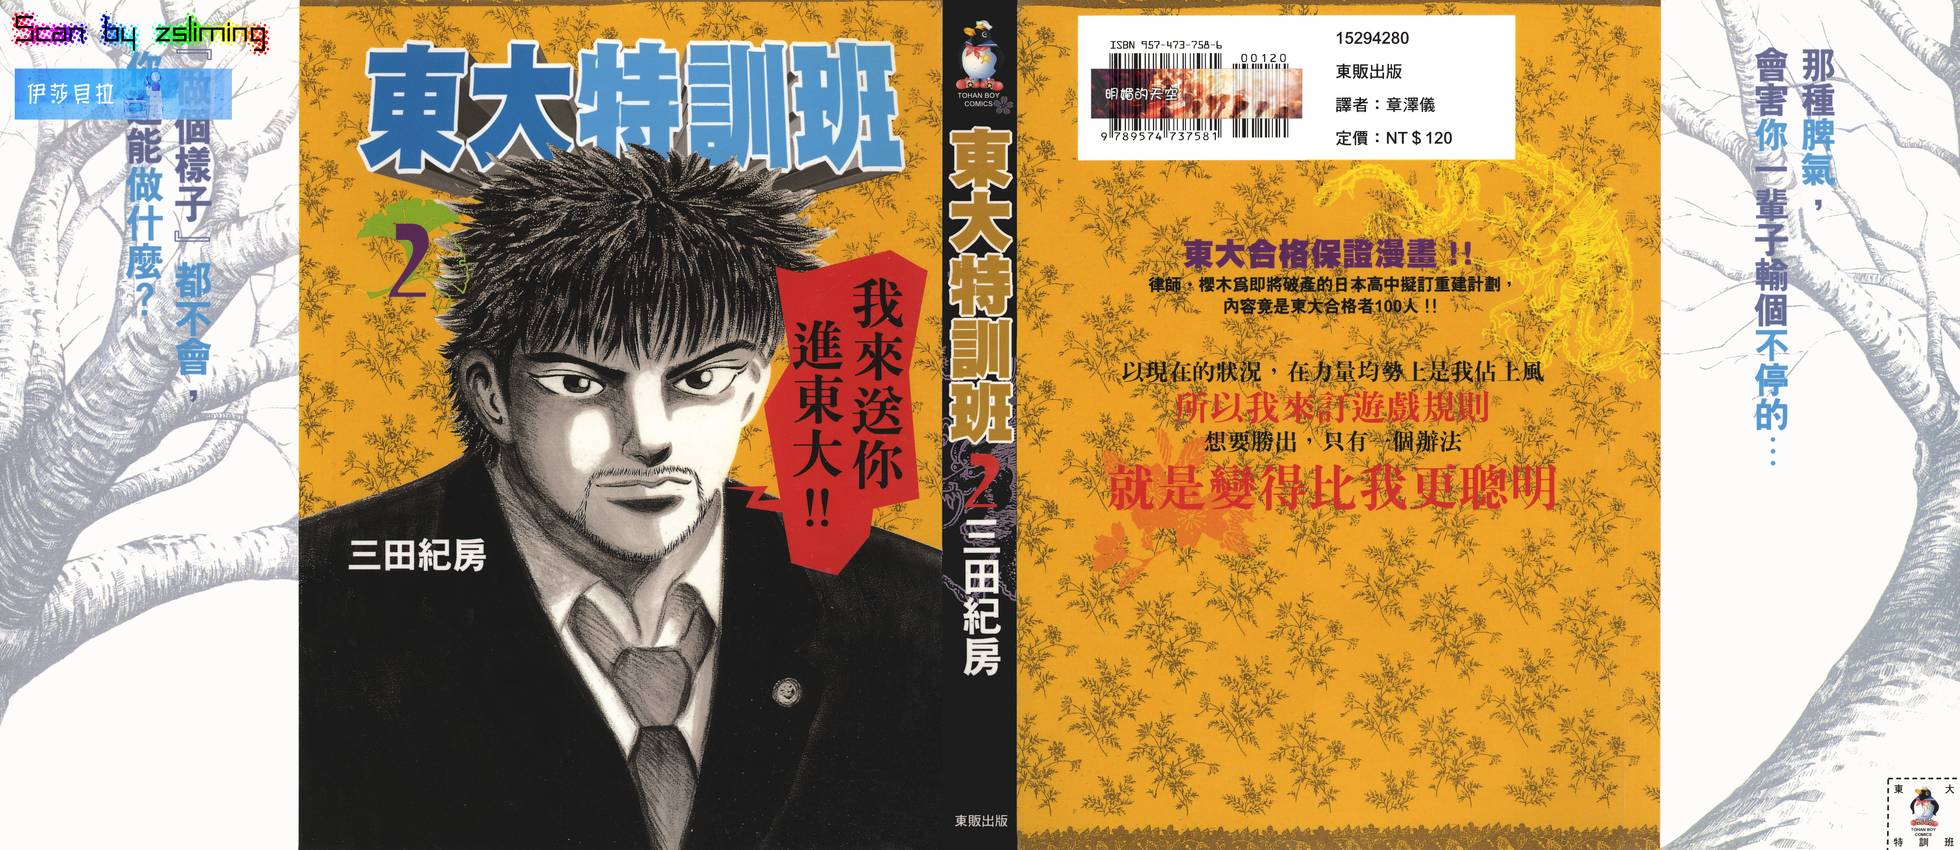 Scan by zsliming
伊莎貝拉
個樣子』都不會，
能做什麼？
東大特訓班
2
我來送你
進東大!!
三田紀房
TOHAN BOY
COMICS
東大特訓班
2
三田紀房
東販出版
ISBN 957-473-758-6
00120
明媚的天空
9 789574 737581
15294280
東販出版
譯者：章澤儀
定價：NT＄120
東大合格保證漫畫 !!
律師．櫻木為即將破產的日本高中擬訂重建計劃，
內容竟是東大合格者100人 !!
以現在的狀況，在力量均勢上是我佔上風
所以我來訂遊戲規則
想要勝出，只有一個辦法
就是變得比我更聰明
那種脾氣，
會害你一輩子輸個不停的…
東大
TOHAN BOY
COMICS
特訓班